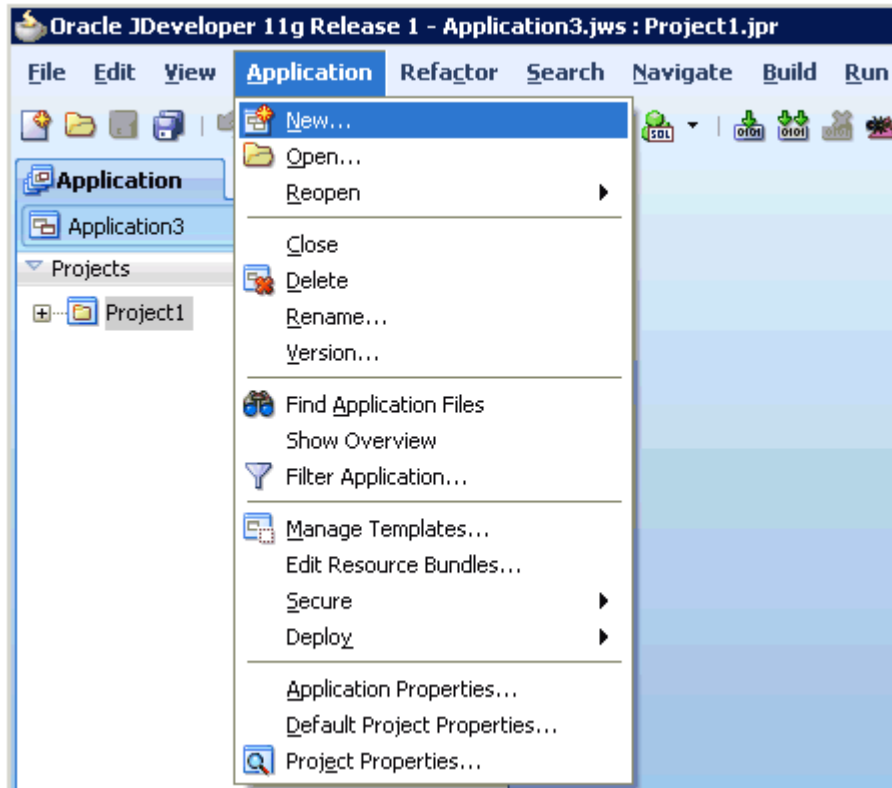 Oracle JDeveloper 11g Release 1 - Application3.jws : Project1.jpr
File Edit View Application Refactor Search Navigate Build Run
New...
SQL
Open...
Application
Reopen
Application3
Close
Projects
Delete
Project1
Rename...
Version...
Find Application Files
Show Overview
Filter Application...
Manage Templates...
Edit Resource Bundles...
Secure
Deploy
Application Properties...
Default Project Properties...
Project Properties...